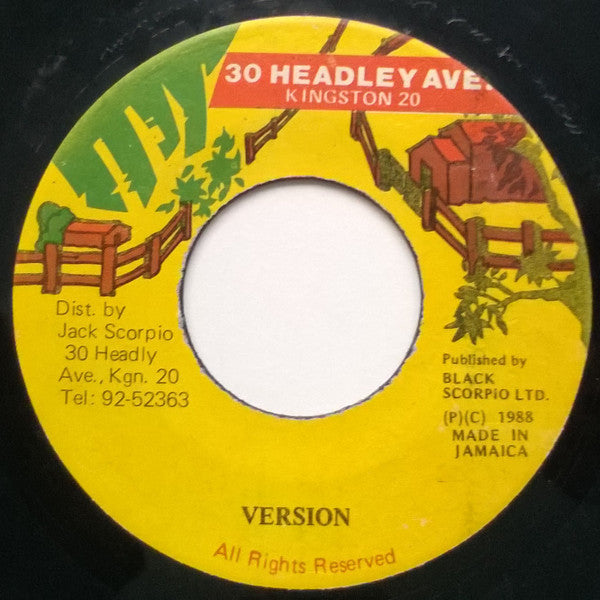 30 HEADLEY AVE.
KINGSTON 20
Dist. by
Jack Scorpio
30 Headly
Ave., Kgn. 20
Tel: 92-52363
Published by
BLACK
SCORPIO LTD.
(P)(C) 1988
MADE IN
JAMAICA
VERSION
All Rights Reserved